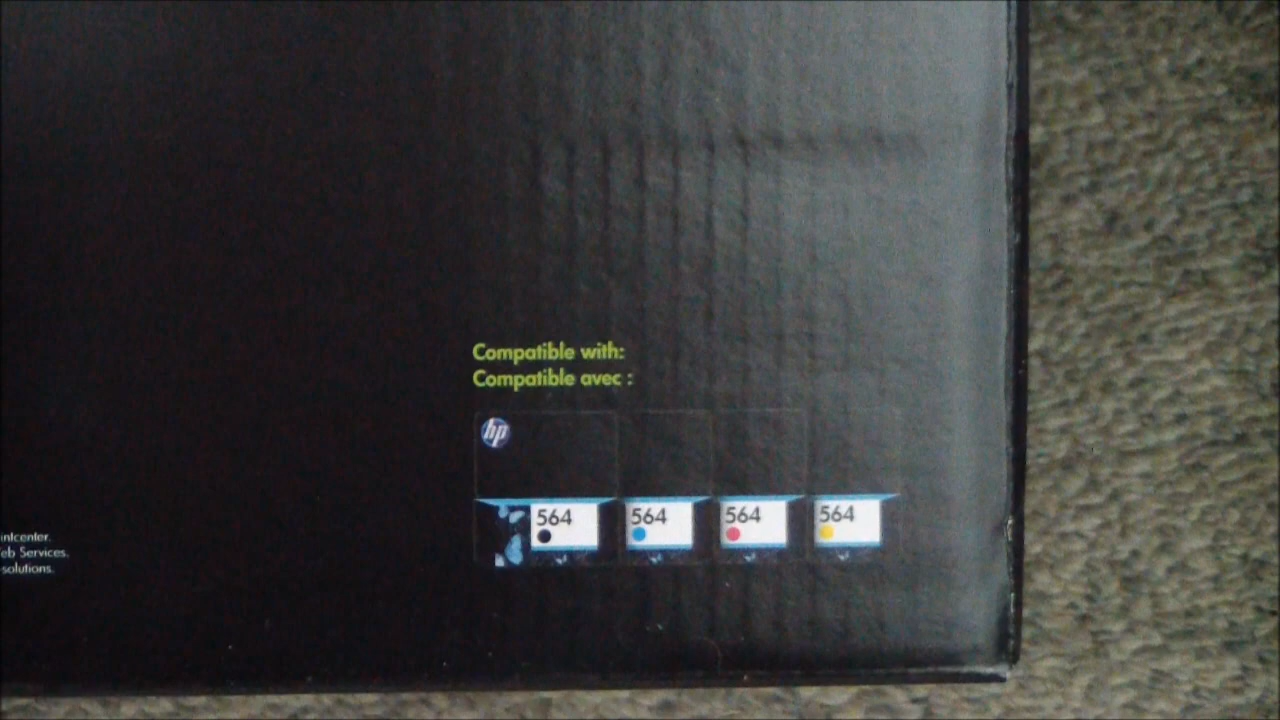 Compatible with:
Compatible avec :
hp
564 564 564 564
intcenter.
eb Services.
solutions.